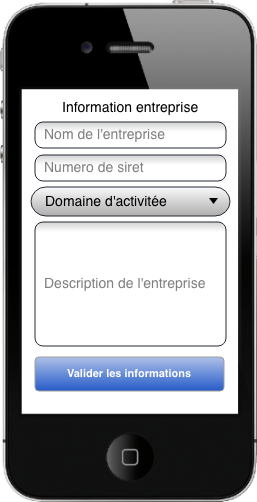 Information entreprise
Nom de l'entreprise
Numero de siret
Domaine d'activitée
Description de l'entreprise
Valider les informations